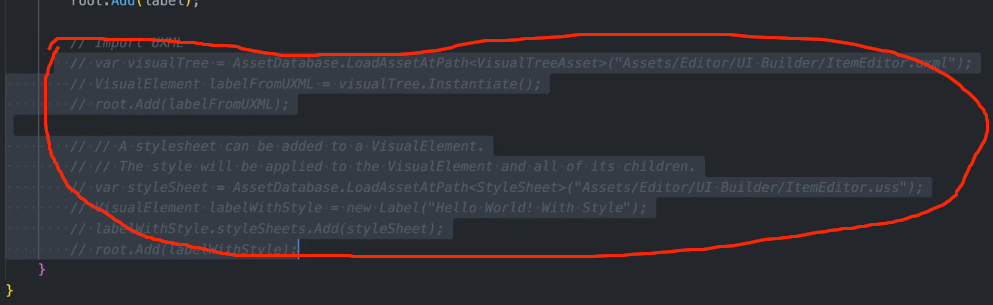 root.Add(label);
// Import UXML
// var visualTree = AssetDatabase.LoadAssetAtPath<VisualTreeAsset>("Assets/Editor/UI Builder/ItemEditor.uxml");
// VisualElement labelFromUXML = visualTree.Instantiate();
// root.Add(labelFromUXML);
// // A stylesheet can be added to a VisualElement.
// // The style will be applied to the VisualElement and all of its children.
// var styleSheet = AssetDatabase.LoadAssetAtPath<StyleSheet>("Assets/Editor/UI Builder/ItemEditor.uss");
// VisualElement labelWithStyle = new Label("Hello World! With Style");
// labelWithStyle.styleSheets.Add(styleSheet);
// root.Add(labelWithStyle);
}
}